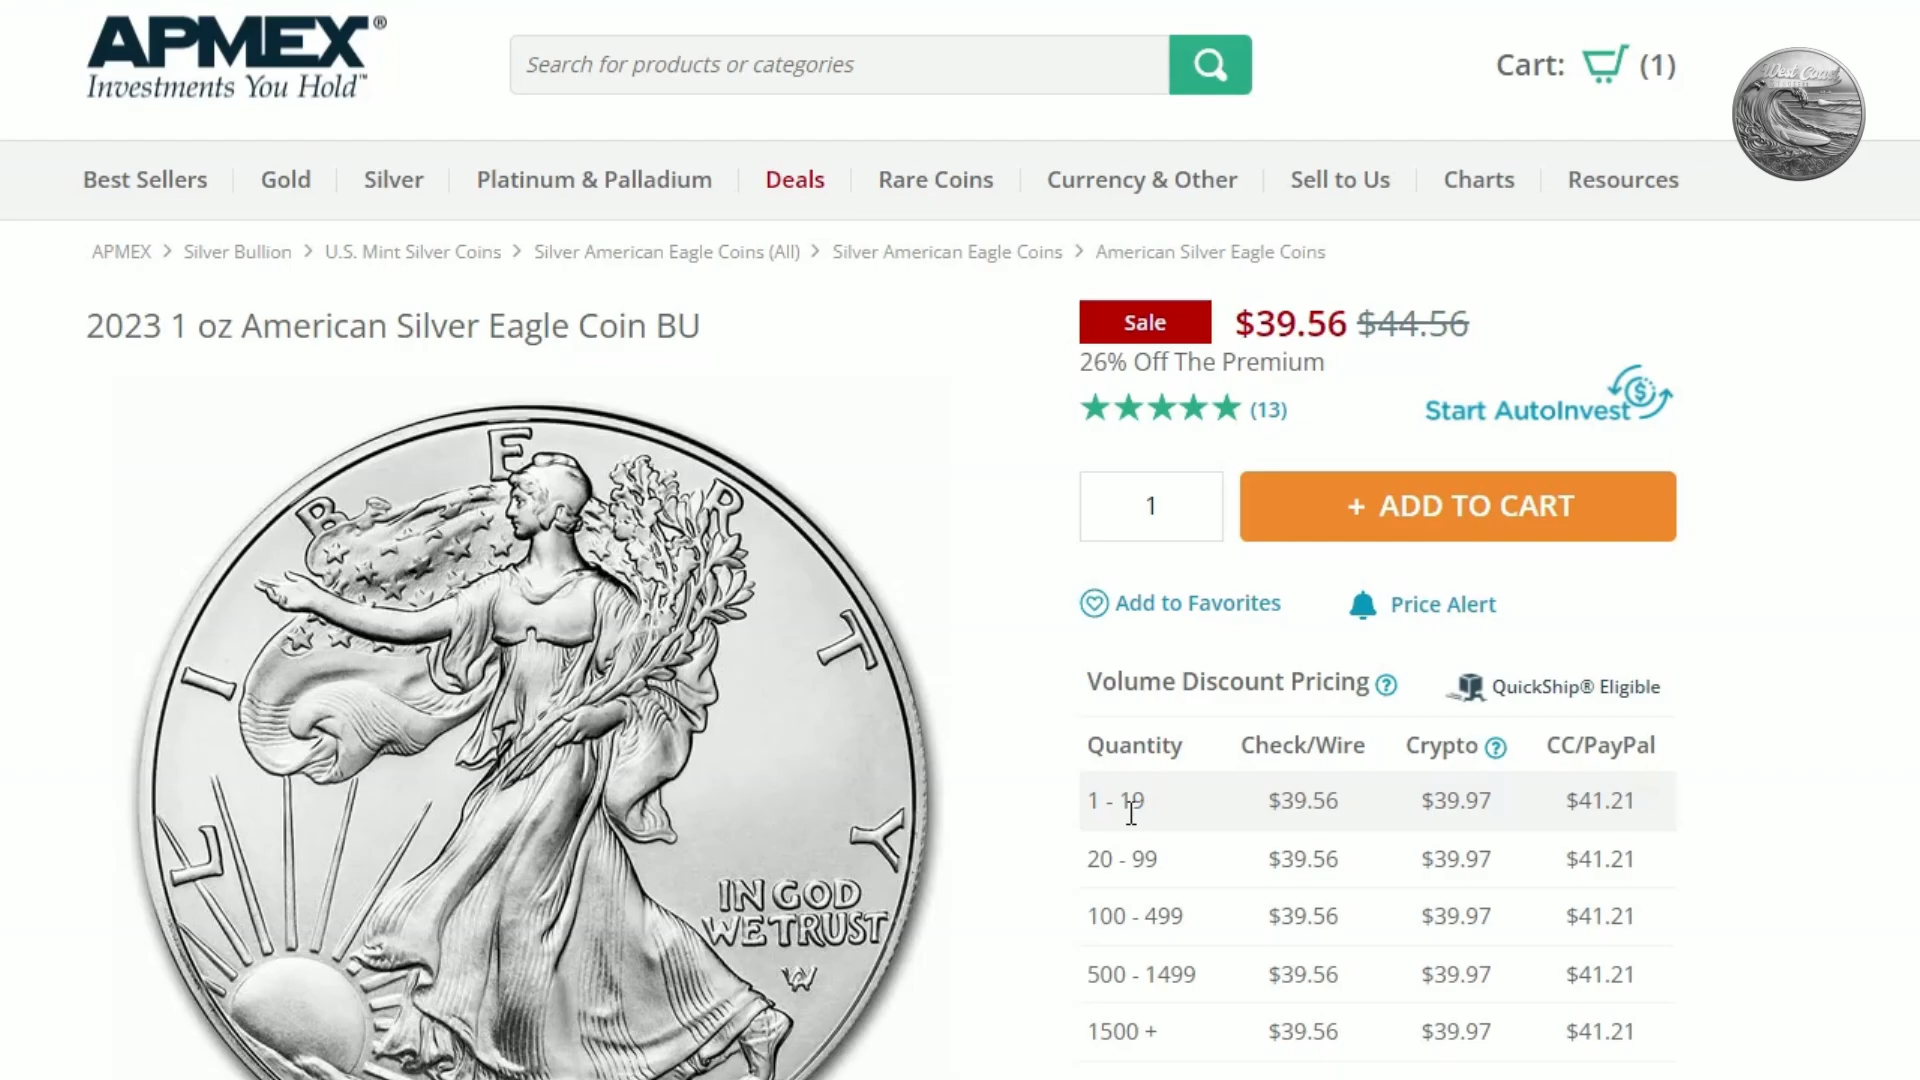 APMEX®
Investments You Hold™
Search for products or categories
Cart: (1)
West Coast
Best Sellers
Gold
Silver
Platinum & Palladium
Deals
Rare Coins
Currency & Other
Sell to Us
Charts
Resources
APMEX > Silver Bullion > U.S. Mint Silver Coins > Silver American Eagle Coins (All) > Silver American Eagle Coins > American Silver Eagle Coins
2023 1 oz American Silver Eagle Coin BU
Sale $39.56 $44.56
26% Off The Premium
(13)
Start AutoInvest
1
+ ADD TO CART
Add to Favorites
Price Alert
Volume Discount Pricing ?
QuickShip® Eligible
Quantity Check/Wire Crypto ? CC/PayPal
1 - 19 $39.56 $39.97 $41.21
20 - 99 $39.56 $39.97 $41.21
100 - 499 $39.56 $39.97 $41.21
500 - 1499 $39.56 $39.97 $41.21
1500 + $39.56 $39.97 $41.21
LIBERTY
IN GOD
WE TRUST
W